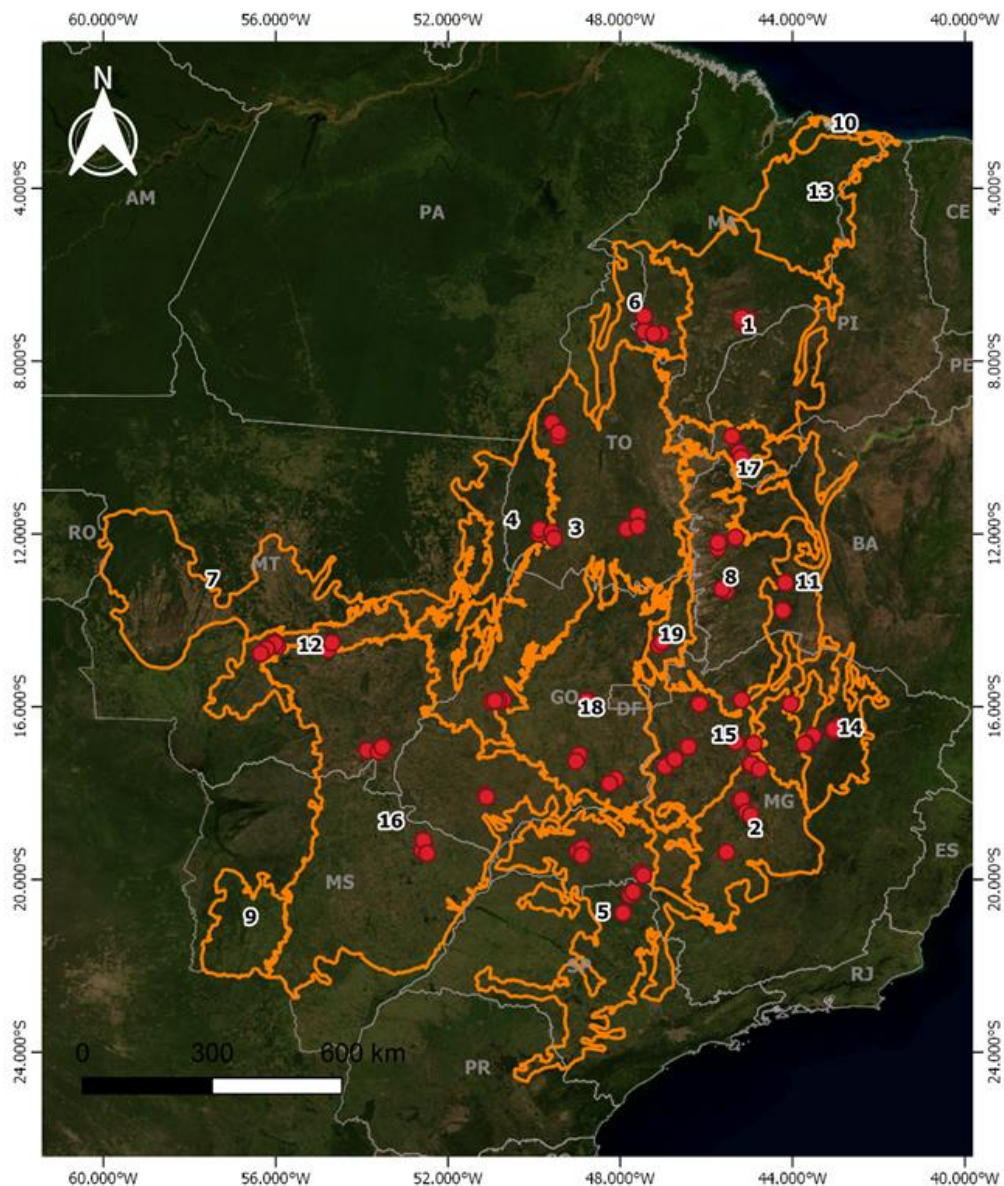 60.000°W 56.000°W 52.000°W 48.000°W 44.000°W 40.000°W
N
10
4.000°S 4.000°S
13
AM
PA
MA
CE
6
1
PI
8.000°S 8.000°S
PE
TO
17
4
3
12.000°S 12.000°S
RO
BA
MT
7
8
11
19
12
16.000°S 16.000°S
GO
18
DF
15
14
MG
16
2
ES
20.000°S 20.000°S
MS
5
9
SP
RJ
24.000°S 24.000°S
0 300 600 km
PR
60.000°W 56.000°W 52.000°W 48.000°W 44.000°W 40.000°W